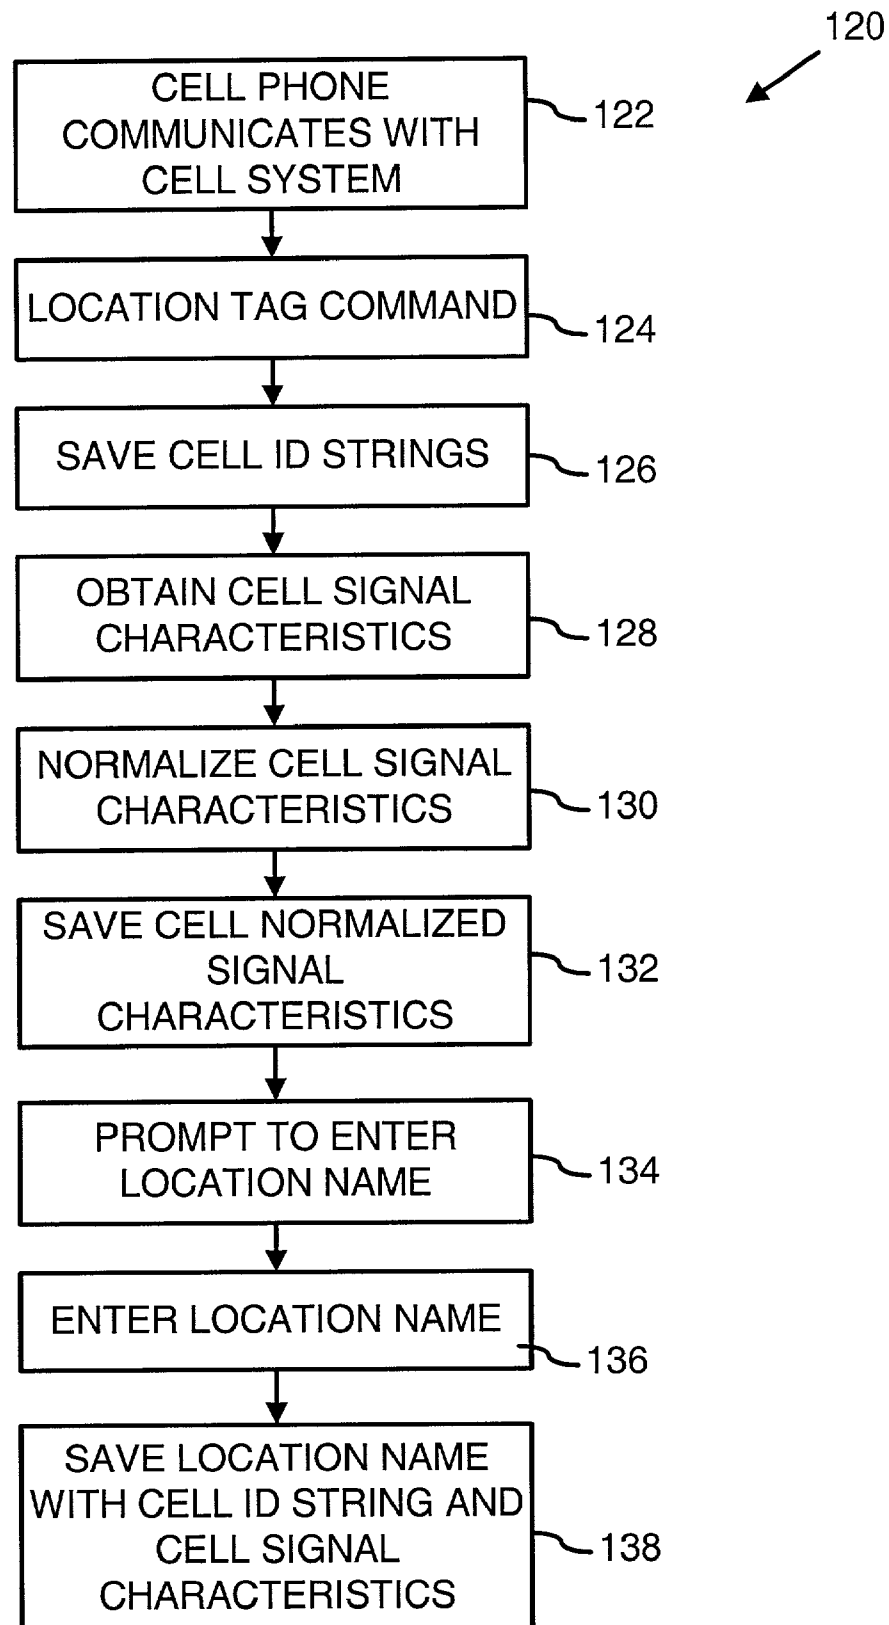 120
CELL PHONE
COMMUNICATES WITH
CELL SYSTEM
122
LOCATION TAG COMMAND
124
SAVE CELL ID STRINGS
126
OBTAIN CELL SIGNAL
CHARACTERISTICS
128
NORMALIZE CELL SIGNAL
CHARACTERISTICS
130
SAVE CELL NORMALIZED
SIGNAL
CHARACTERISTICS
132
PROMPT TO ENTER
LOCATION NAME
134
ENTER LOCATION NAME
136
SAVE LOCATION NAME
WITH CELL ID STRING AND
CELL SIGNAL
CHARACTERISTICS
138